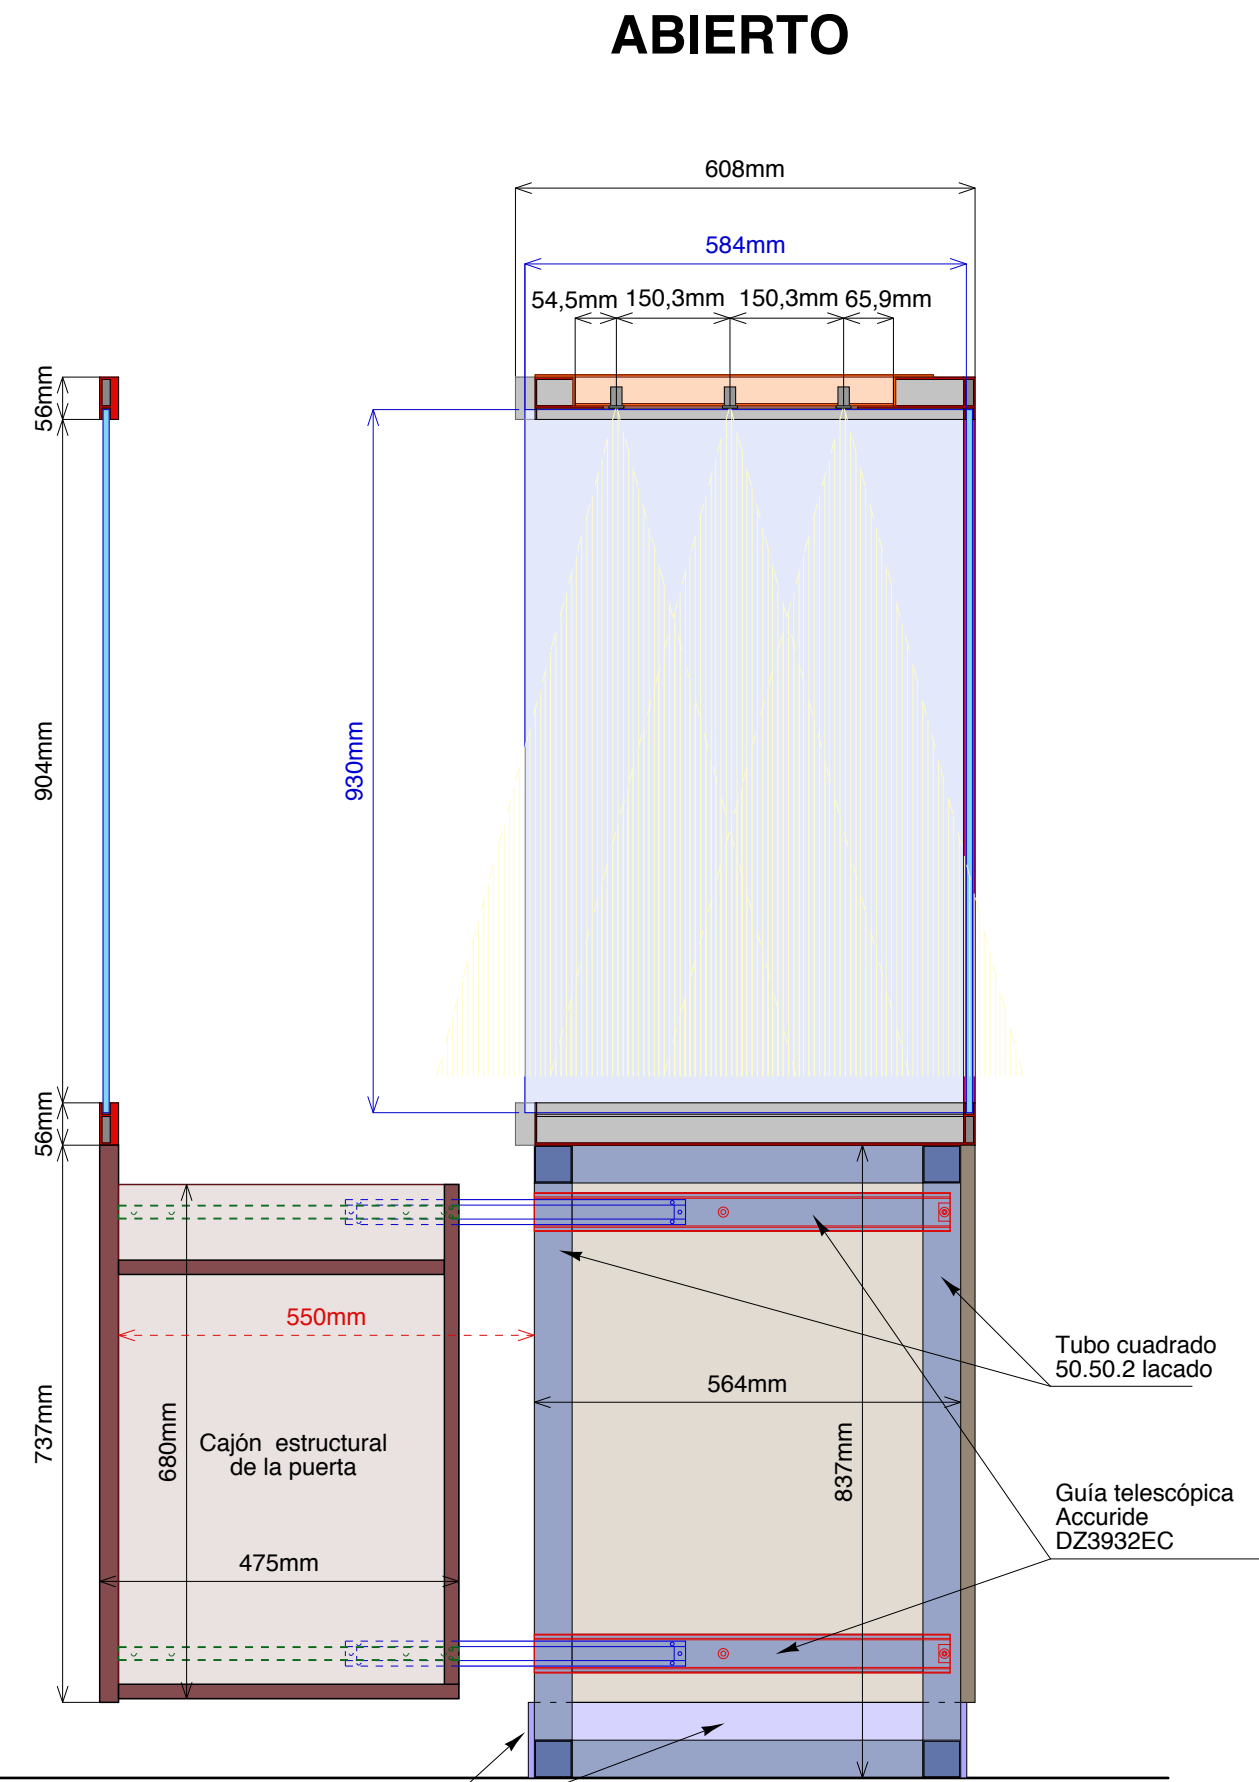 ABIERTO
608mm
584mm
54,5mm 150,3mm 150,3mm 65,9mm
56mm
904mm
930mm
56mm
550mm
Tubo cuadrado
50.50.2 lacado
564mm
737mm
680mm
Cajón estructural
de la puerta
837mm
Guía telescópica
Accuride
DZ3932EC
475mm